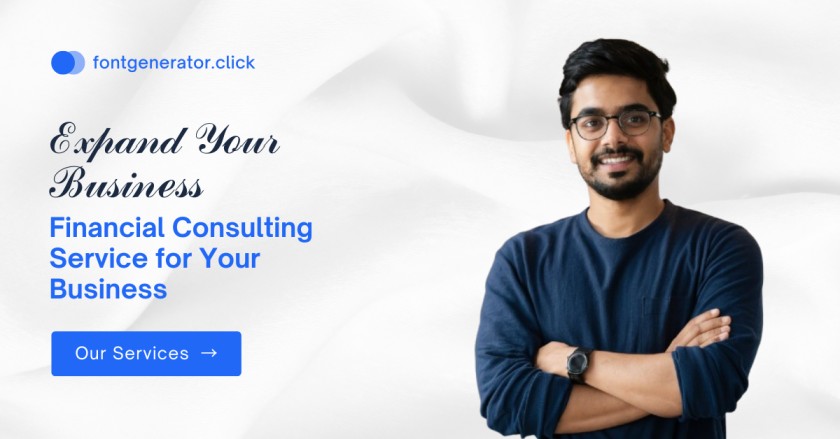 fontgenerator.click
Expand Your
Business
Financial Consulting
Service for Your
Business
Our Services →